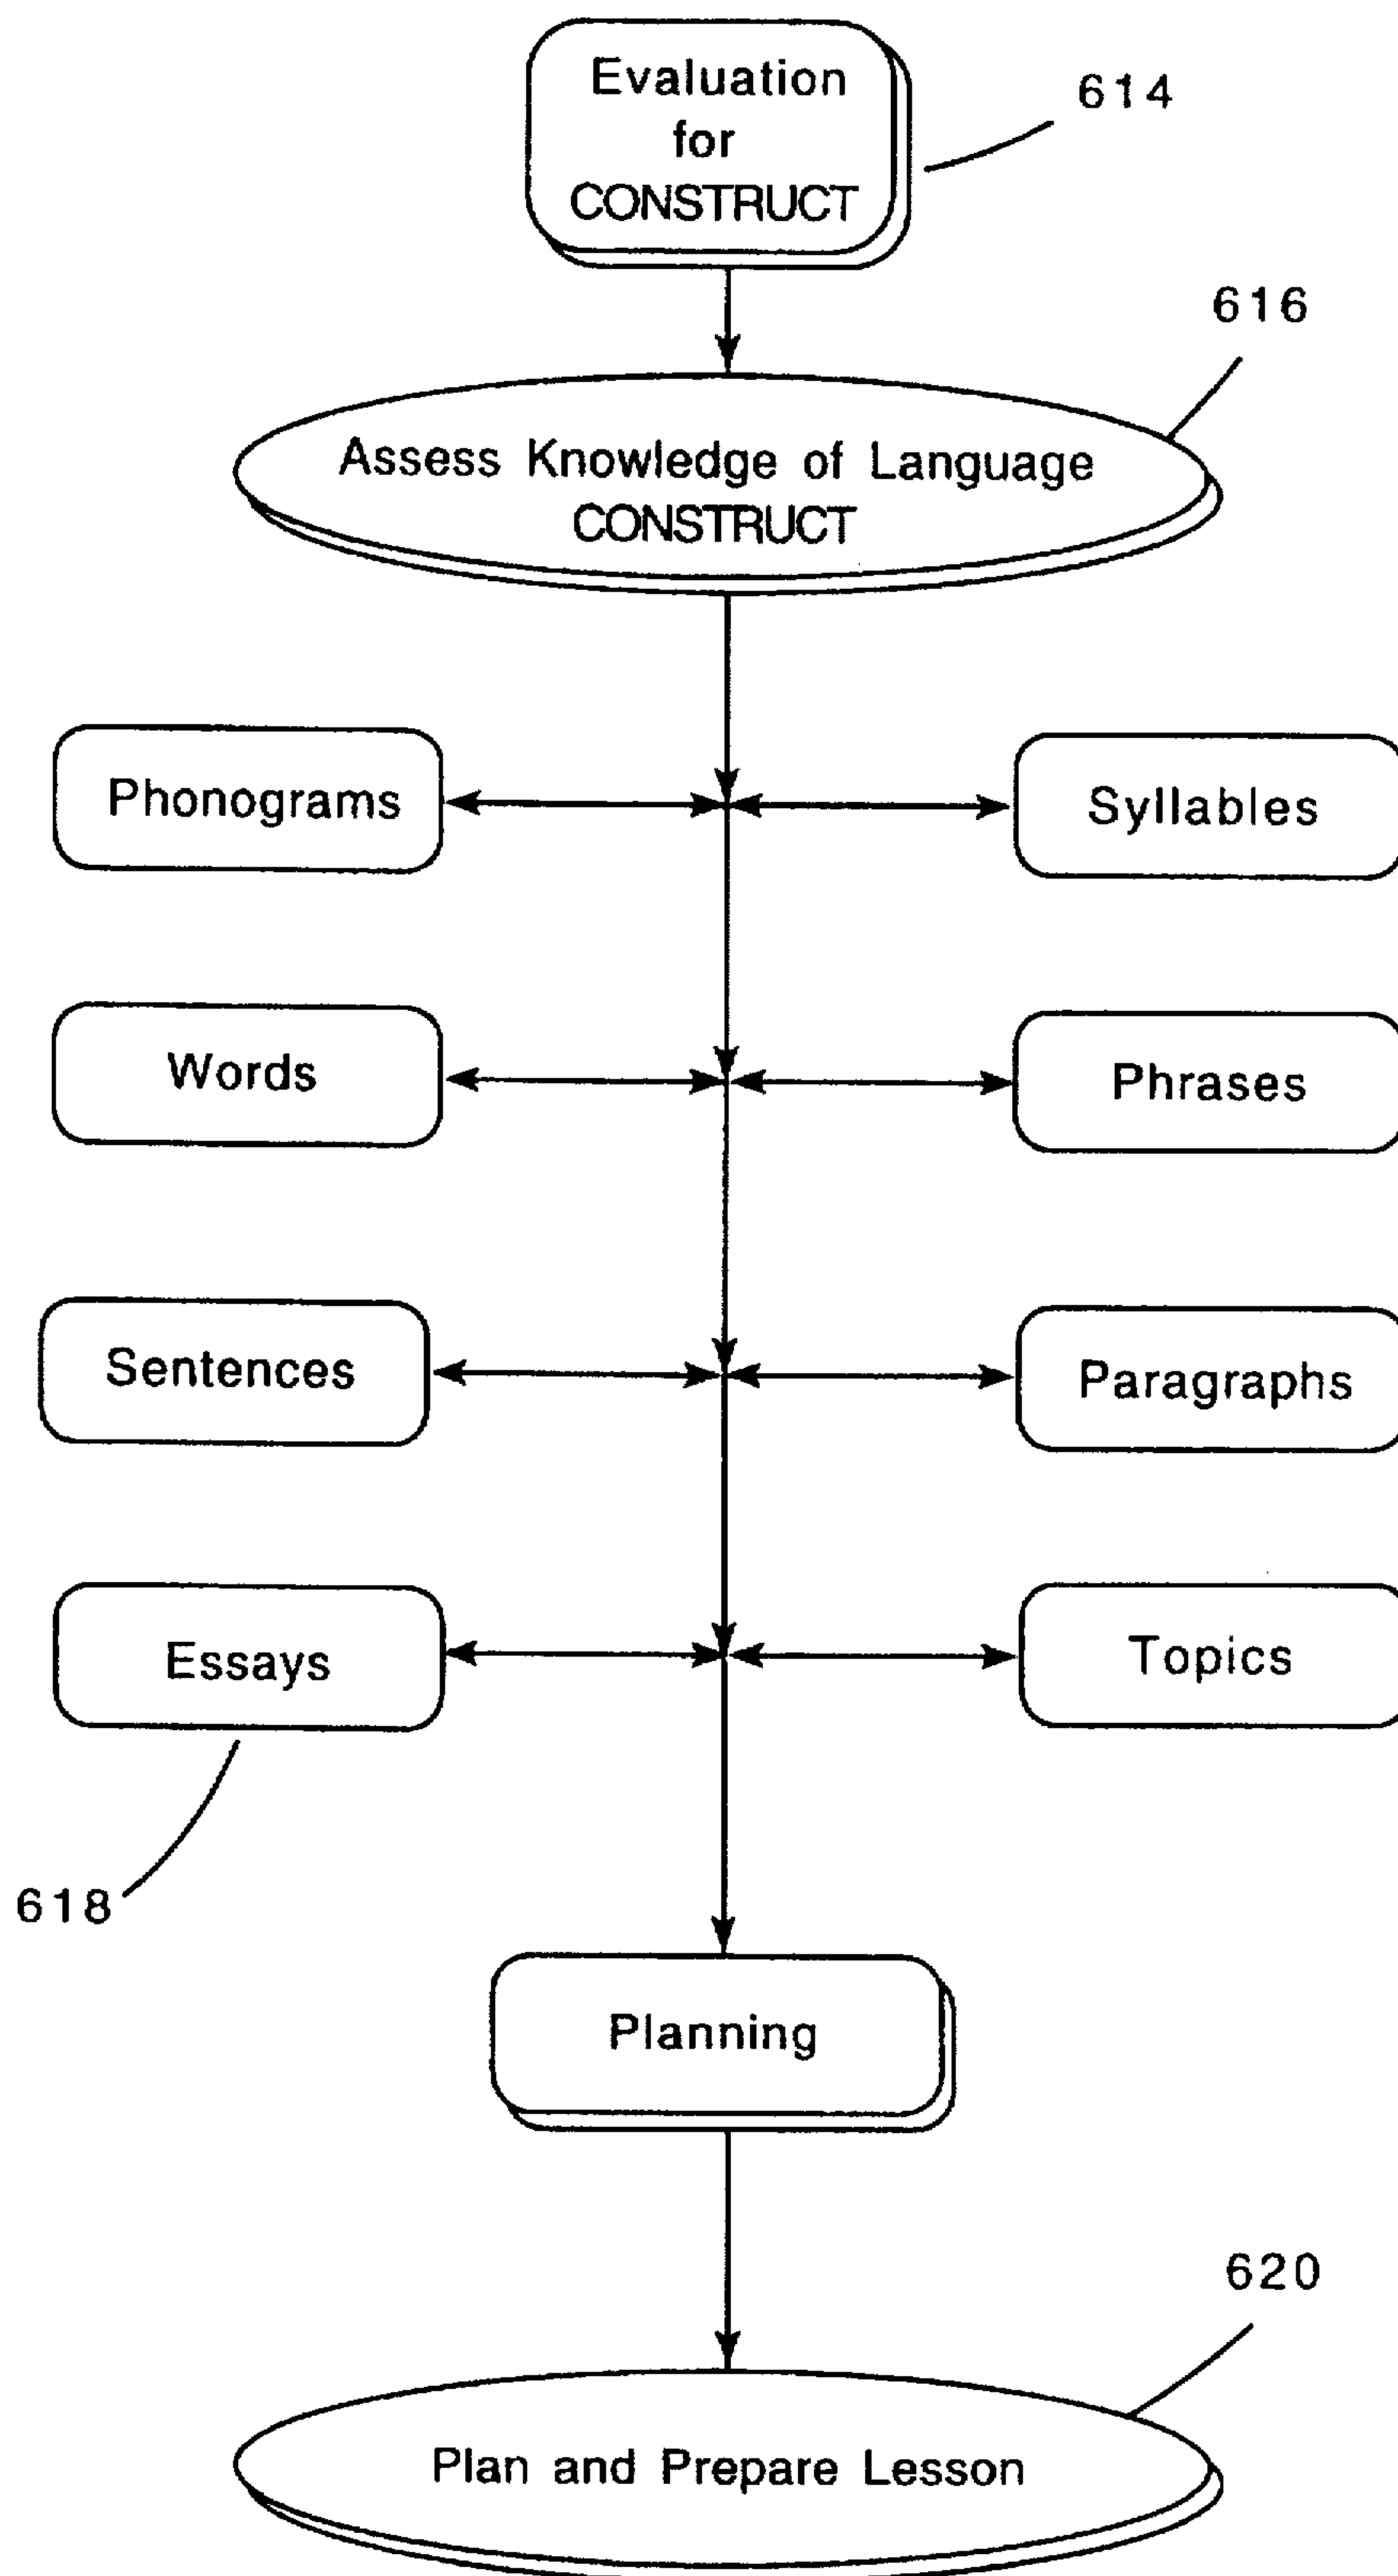 Evaluation
for
CONSTRUCT
614
616
Assess Knowledge of Language
CONSTRUCT
Phonograms
Syllables
Words
Phrases
Sentences
Paragraphs
Essays
Topics
618
Planning
620
Plan and Prepare Lesson